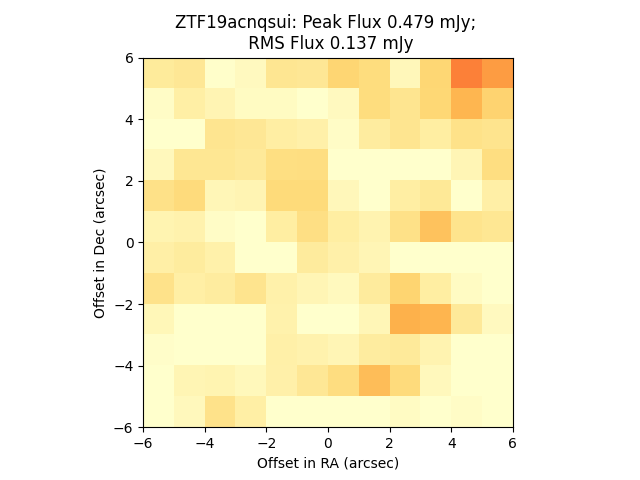 ZTF19acnqsui: Peak Flux 0.479 mJy;
RMS Flux 0.137 mJy
6
4
2
0
−2
−4
−6
Offset in Dec (arcsec)
−6 −4 −2 0 2 4 6
Offset in RA (arcsec)